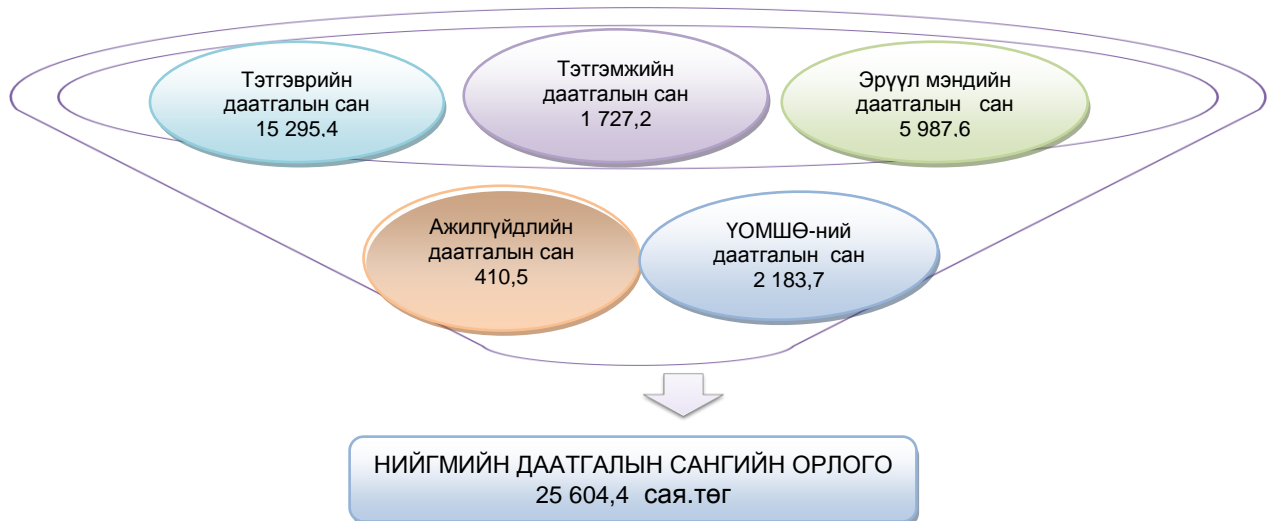 Тэтгэврийн
даатгалын сан
15 295.4
Тэтгэмжийн
даатгалын сан
1 727,2
Эрүүл мэндийн
даатгалын сан
5 987.6
Ажилгүйдлийн
даатгалын сан
410,5
ҮОМШӨ-ний
даатгалын сан
2 183,7
НИЙГМИЙН ДААТГАЛЫН САНГИЙН ОРЛОГО
25 604,4 сая.төг